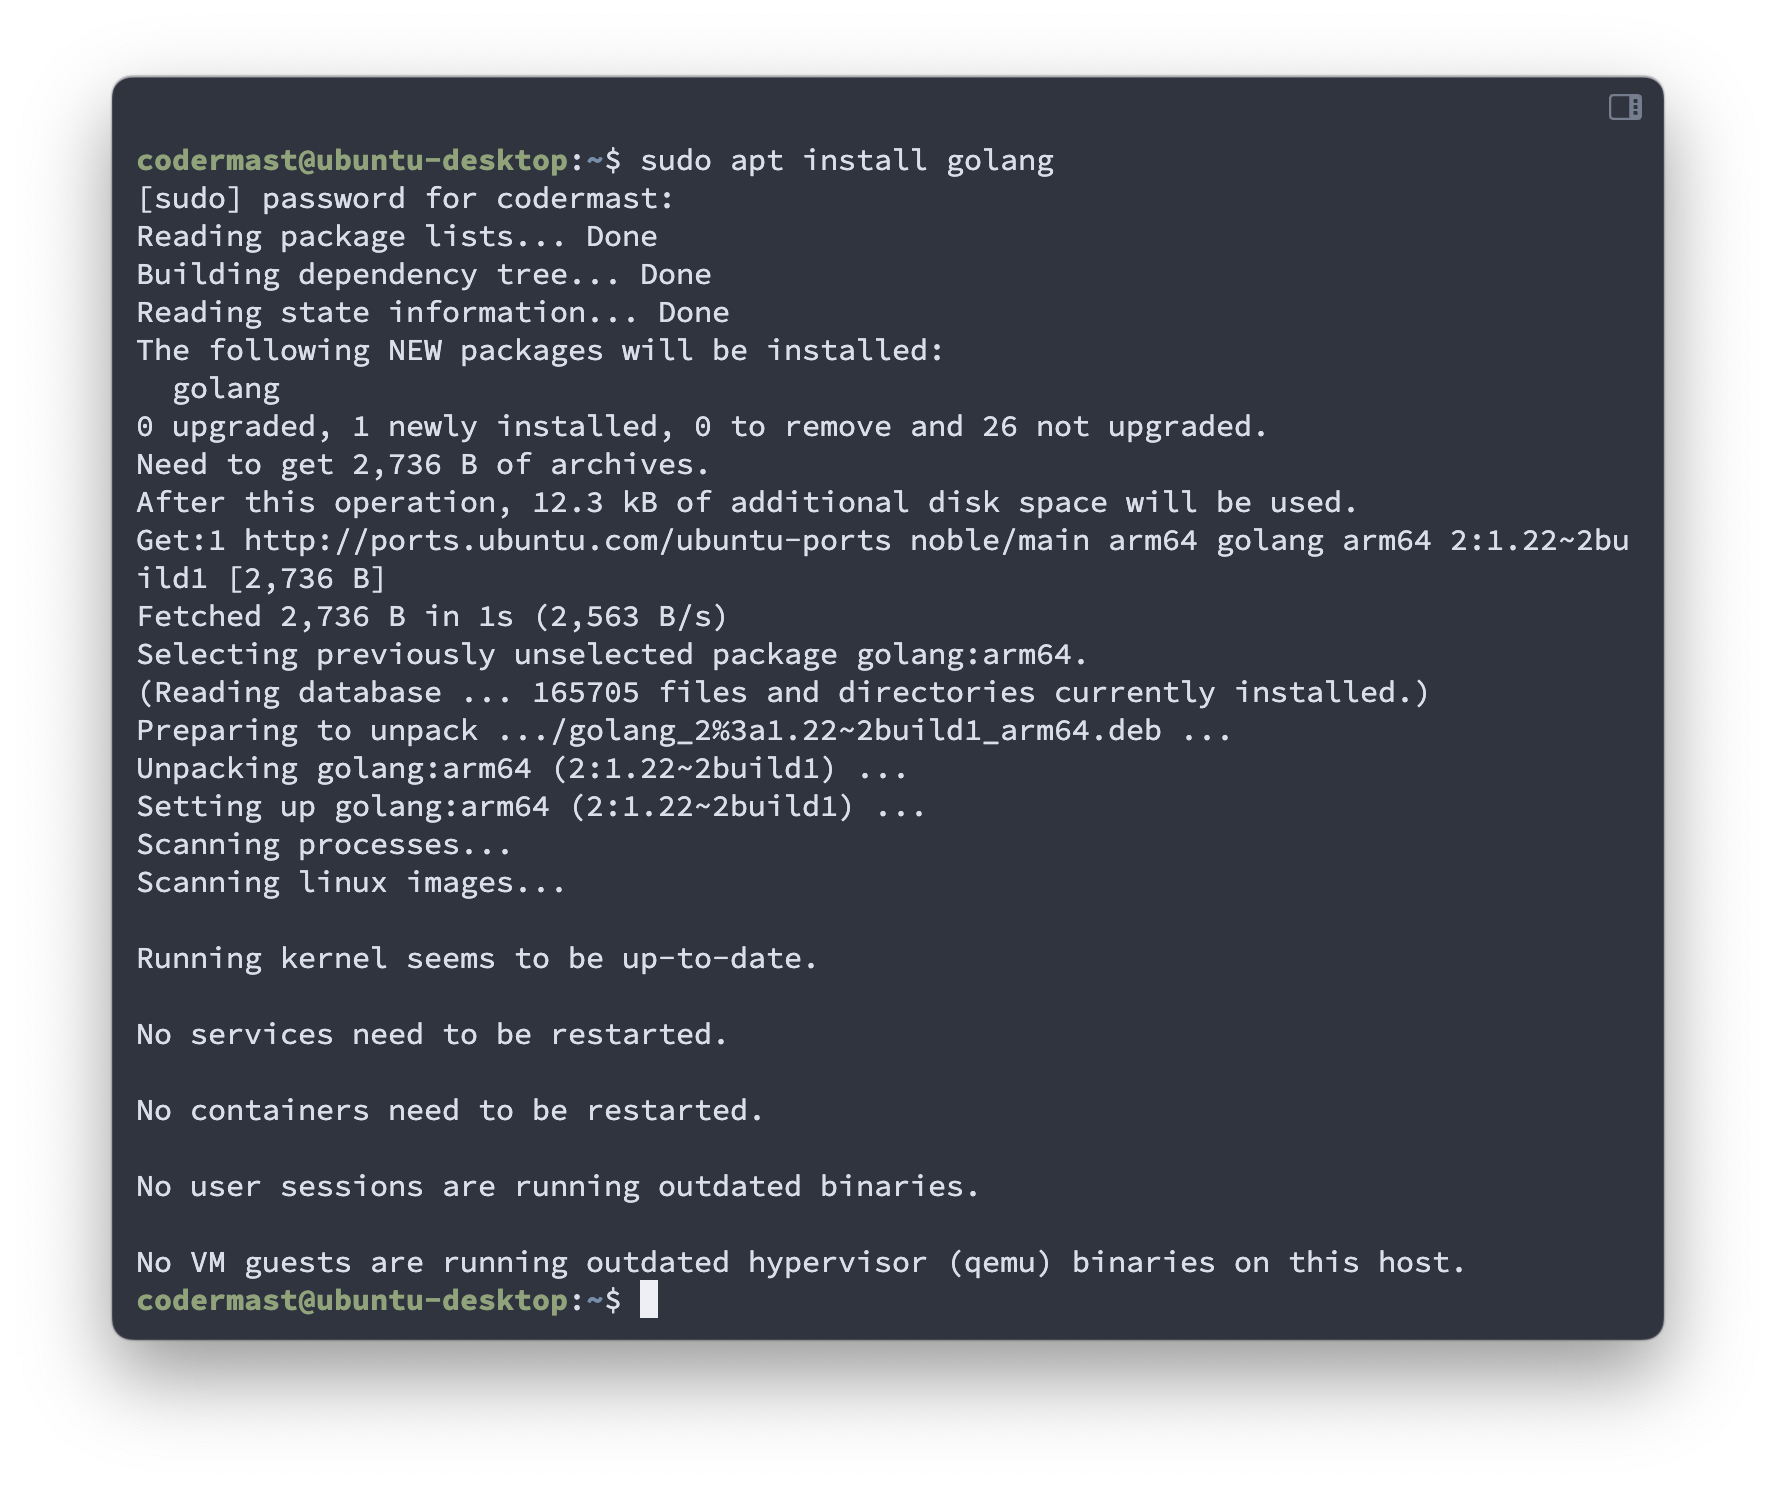 codermast@ubuntu-desktop:~$ sudo apt install golang
[sudo] password for codermast:
Reading package lists... Done
Building dependency tree... Done
Reading state information... Done
The following NEW packages will be installed:
  golang
0 upgraded, 1 newly installed, 0 to remove and 26 not upgraded.
Need to get 2,736 B of archives.
After this operation, 12.3 kB of additional disk space will be used.
Get:1 http://ports.ubuntu.com/ubuntu-ports noble/main arm64 golang arm64 2:1.22~2bu
ild1 [2,736 B]
Fetched 2,736 B in 1s (2,563 B/s)
Selecting previously unselected package golang:arm64.
(Reading database ... 165705 files and directories currently installed.)
Preparing to unpack .../golang_2%3a1.22~2build1_arm64.deb ...
Unpacking golang:arm64 (2:1.22~2build1) ...
Setting up golang:arm64 (2:1.22~2build1) ...
Scanning processes...
Scanning linux images...

Running kernel seems to be up-to-date.

No services need to be restarted.

No containers need to be restarted.

No user sessions are running outdated binaries.

No VM guests are running outdated hypervisor (qemu) binaries on this host.
codermast@ubuntu-desktop:~$